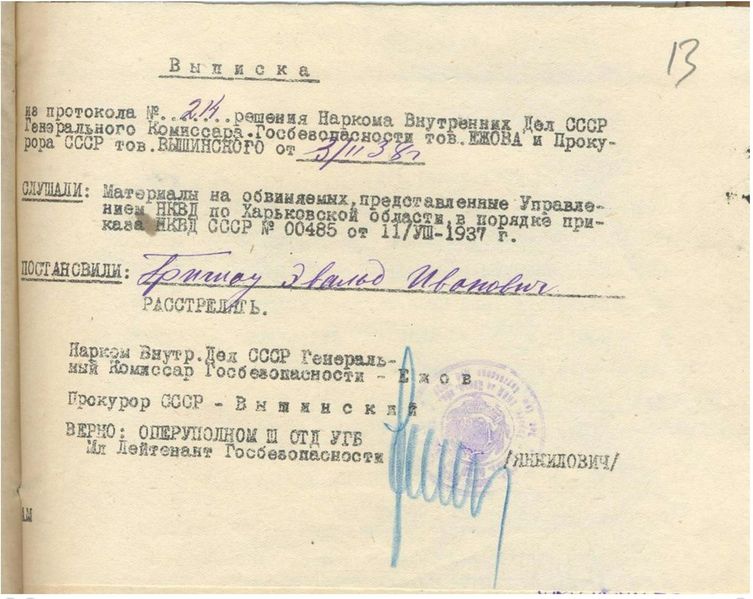 13
Выписка
из протокола №..214..решения Наркома Внутренних Дел СССР
Генерального Комиссара.Госбезопасности тов.ЕЖОВА и Проку-
рора СССР тов.ВЫШИНСКОГО от 3/II 38 г
СЛУШАЛИ: Материалы на обвиняемых,представленные Управле-
нием НКВД по Харьковской области,в порядке при-
каза НКВД СССР № 00485 от 11/УШ-1937 г.
ПОСТАНОВИЛИ: Эвальд Иванович
РАССТРЕЛЯТЬ.
Нарком Внутр.Дел СССР Генераль-
ный Комиссар Госбезопасности - Ежов
Прокурор СССР - Вышинский
ВЕРНО: ОПЕРУПОЛНОМ Ш ОТД УГБ
Мл Лейтенант Госбезопасности /ЯНКИЛОВИЧ/